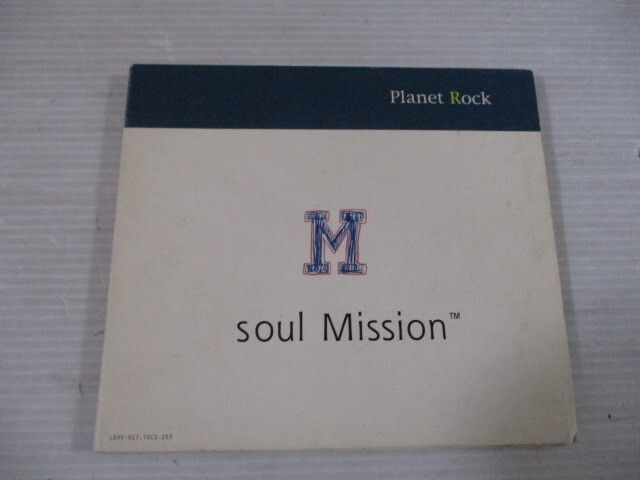 Planet Rock
M
soul Mission™